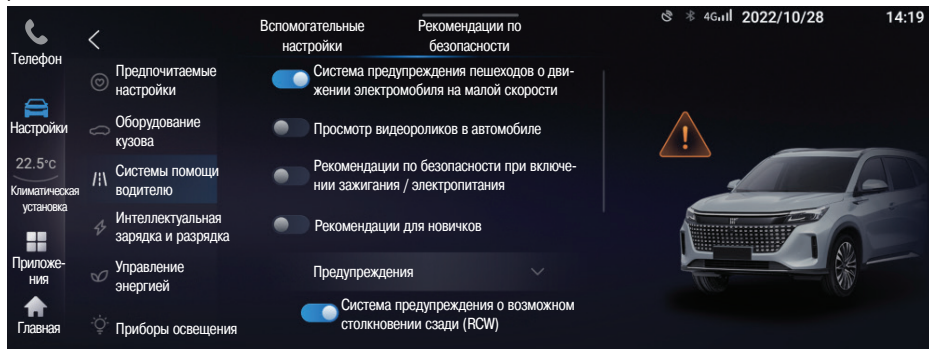 4G 2022/10/28 14:19
Телефон
Настройки
22.5°C
Климатическая
установка
Приложе-
ния
Главная
Предпочитаемые
настройки
Оборудование
кузова
Системы помощи
водителю
Интеллектуальная
зарядка и разрядка
Управление
энергией
Приборы освещения
Вспомогательные
настройки
Рекомендации по
безопасности
Система предупреждения пешеходов о дви-
жении электромобиля на малой скорости
Просмотр видеороликов в автомобиле
Рекомендации по безопасности при включе-
нии зажигания / электропитания
Рекомендации для новичков
Предупреждения
Система предупреждения о возможном
столкновении сзади (RCW)